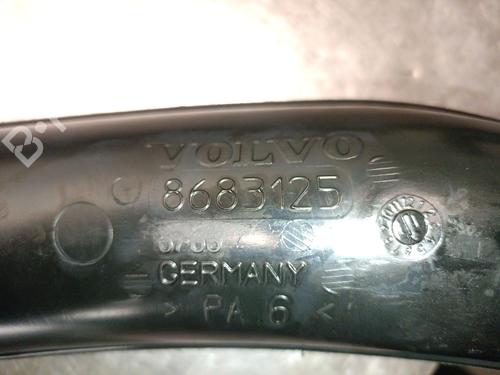 VOLVO
8683125
GERMANY
> PA 6 <